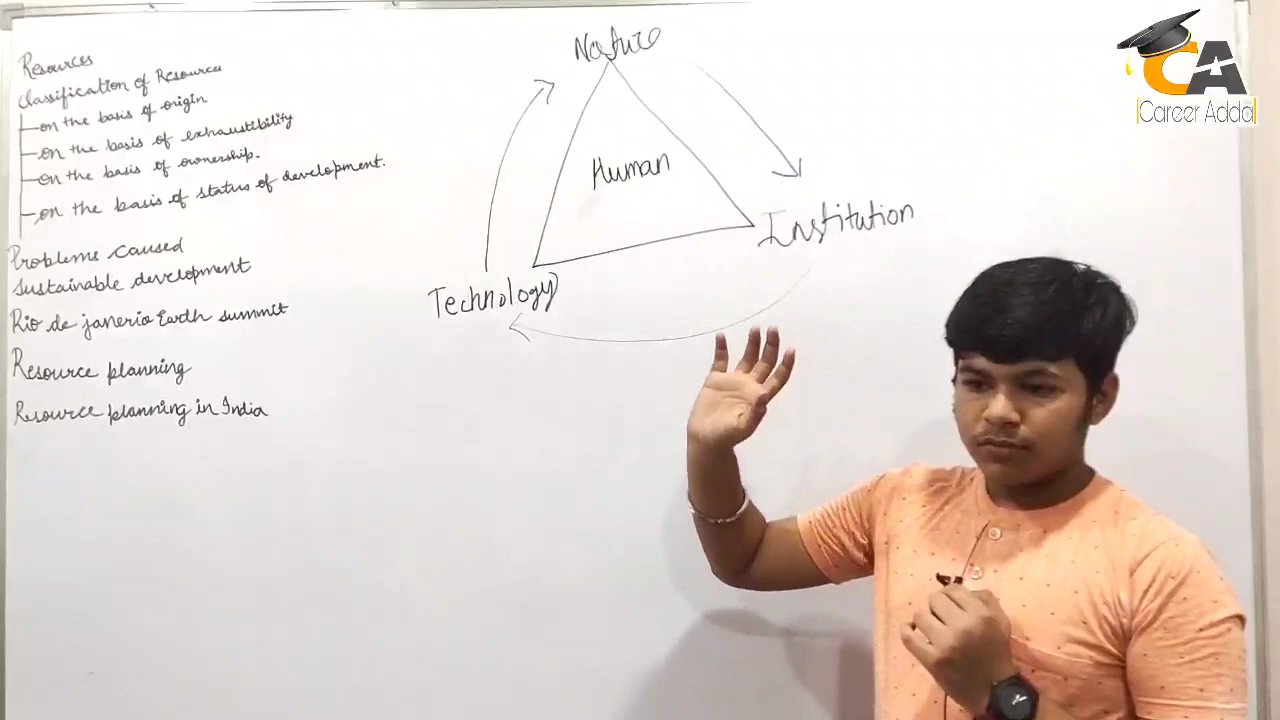 Resources
Classification of Resources
on the basis of origin
on the basis of exhaustibility
on the basis of ownership.
on the basis of status of development.
Problems caused
sustainable development
Rio de janerio Earth summit
Resource planning
Resource planning in India
Nature
Human
Institution
Technology
CA
Career Adda